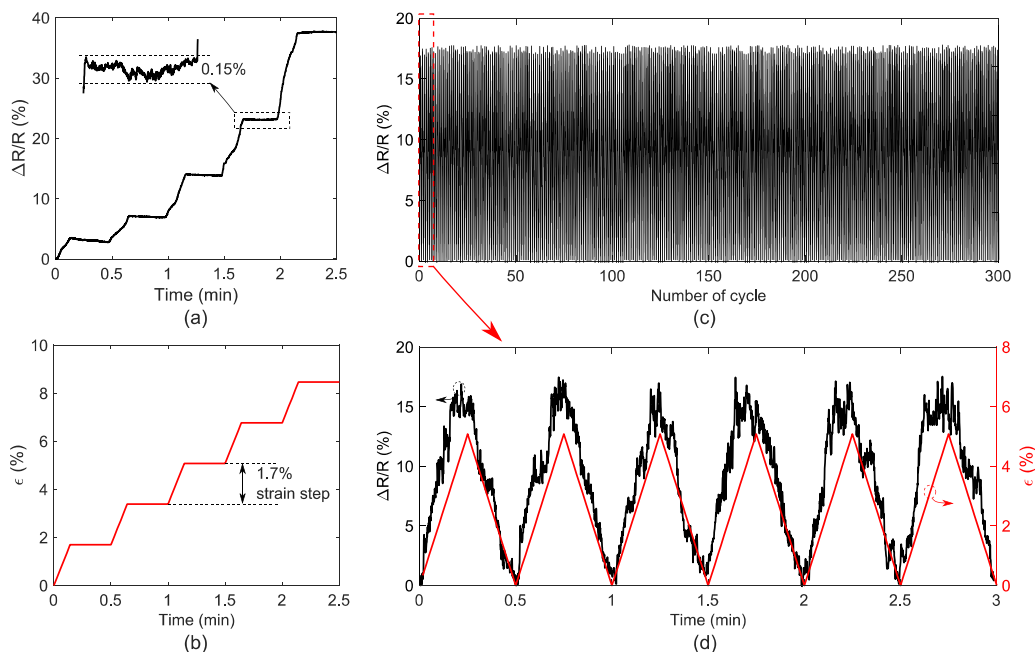 40
30
20
10
0
ΔR/R (%)
0.15%
0 0.5 1 1.5 2 2.5
Time (min)
(a)
20
15
10
5
0
ΔR/R (%)
0 50 100 150 200 250 300
Number of cycle
(c)
10
8
6
4
2
0
ϵ (%)
1.7%
strain step
0 0.5 1 1.5 2 2.5
Time (min)
(b)
20
15
10
5
0
ΔR/R (%)
8
6
4
2
0
ϵ (%)
0 0.5 1 1.5 2 2.5 3
Time (min)
(d)